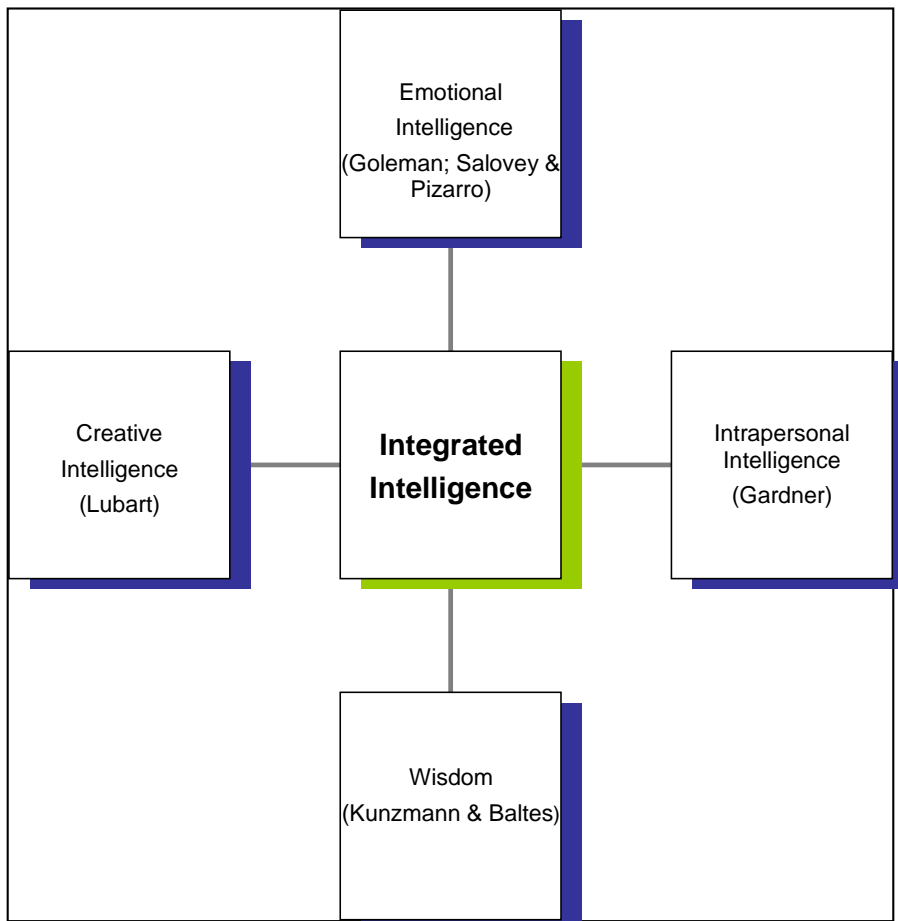 Emotional
Intelligence
(Goleman; Salovey &
Pizarro)
Creative
Intelligence
(Lubart)
Integrated
Intelligence
Intrapersonal
Intelligence
(Gardner)
Wisdom
(Kunzmann & Baltes)